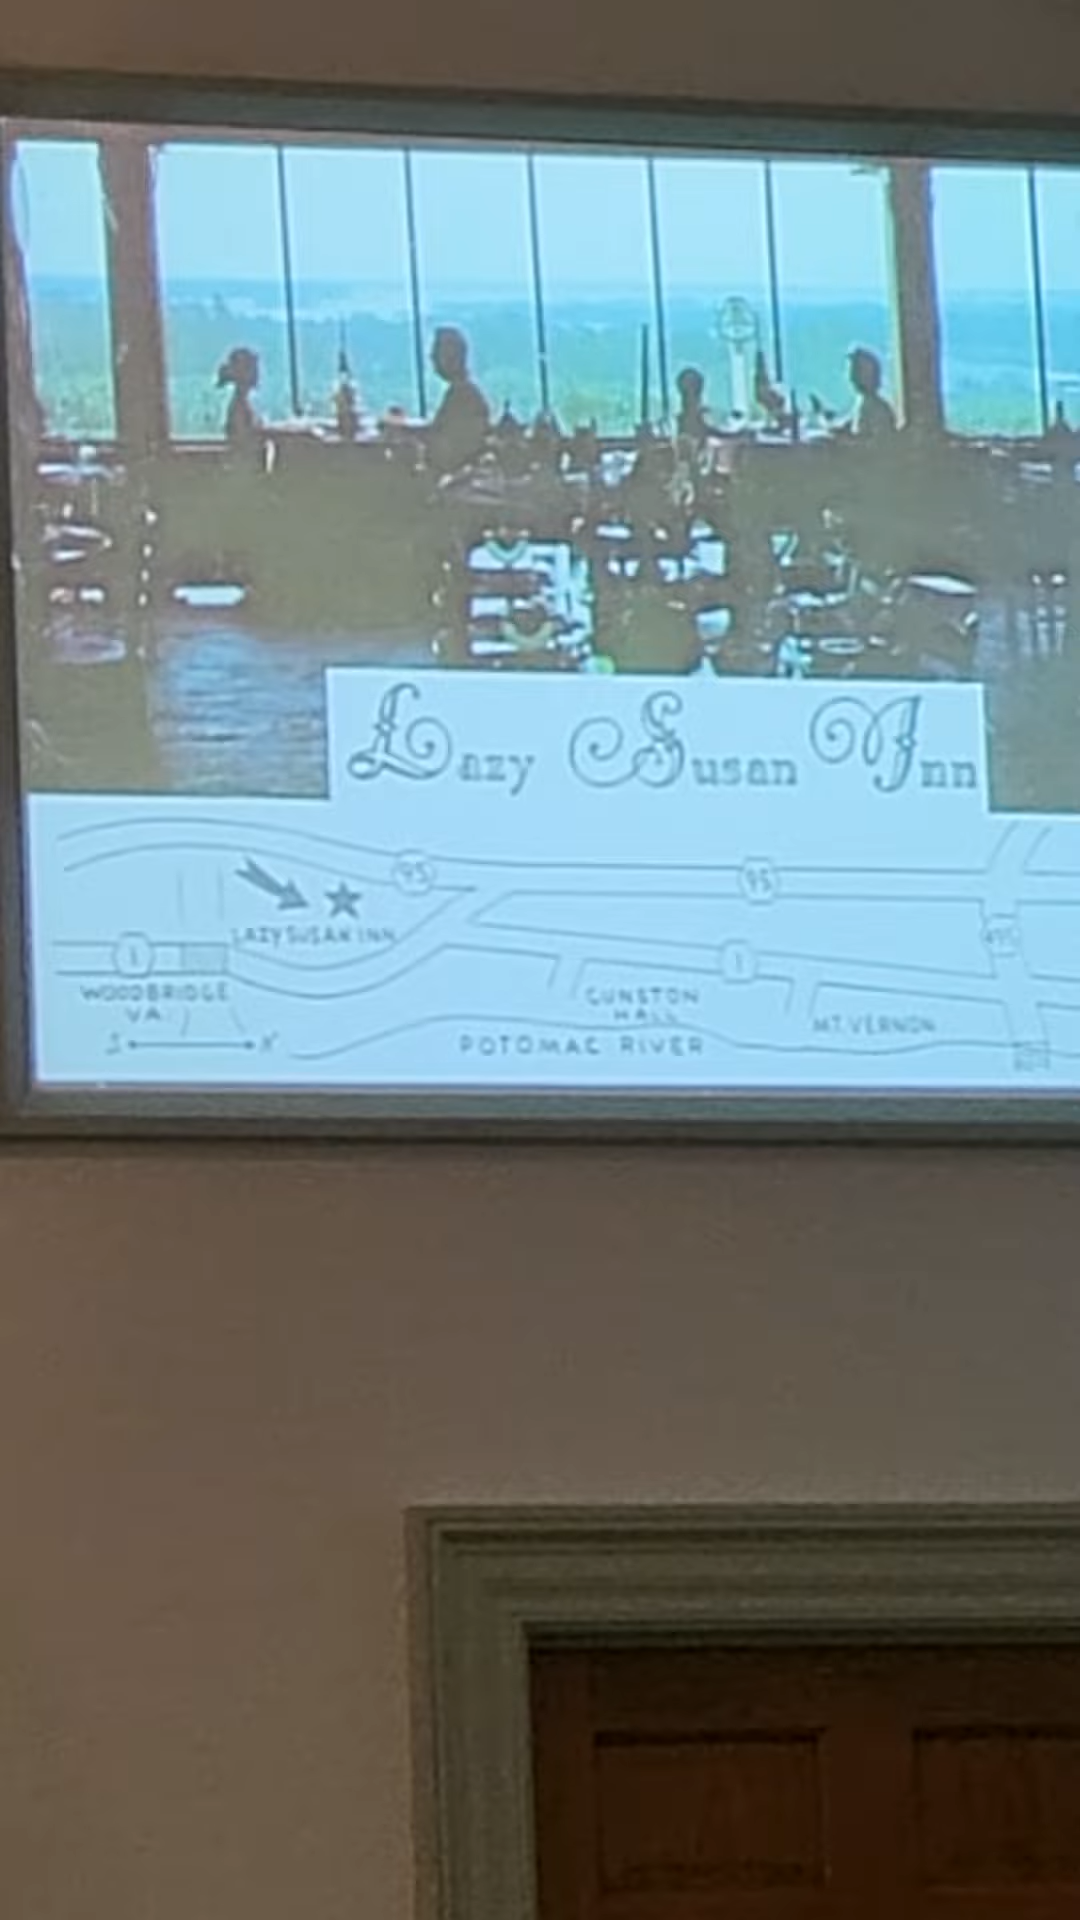 Lazy Susan Inn
95
95
LAZY SUSAN INN
495
1
1
WOODBRIDGE
VA.
GUNSTON
HALL
MT. VERNON
S
N
POTOMAC RIVER